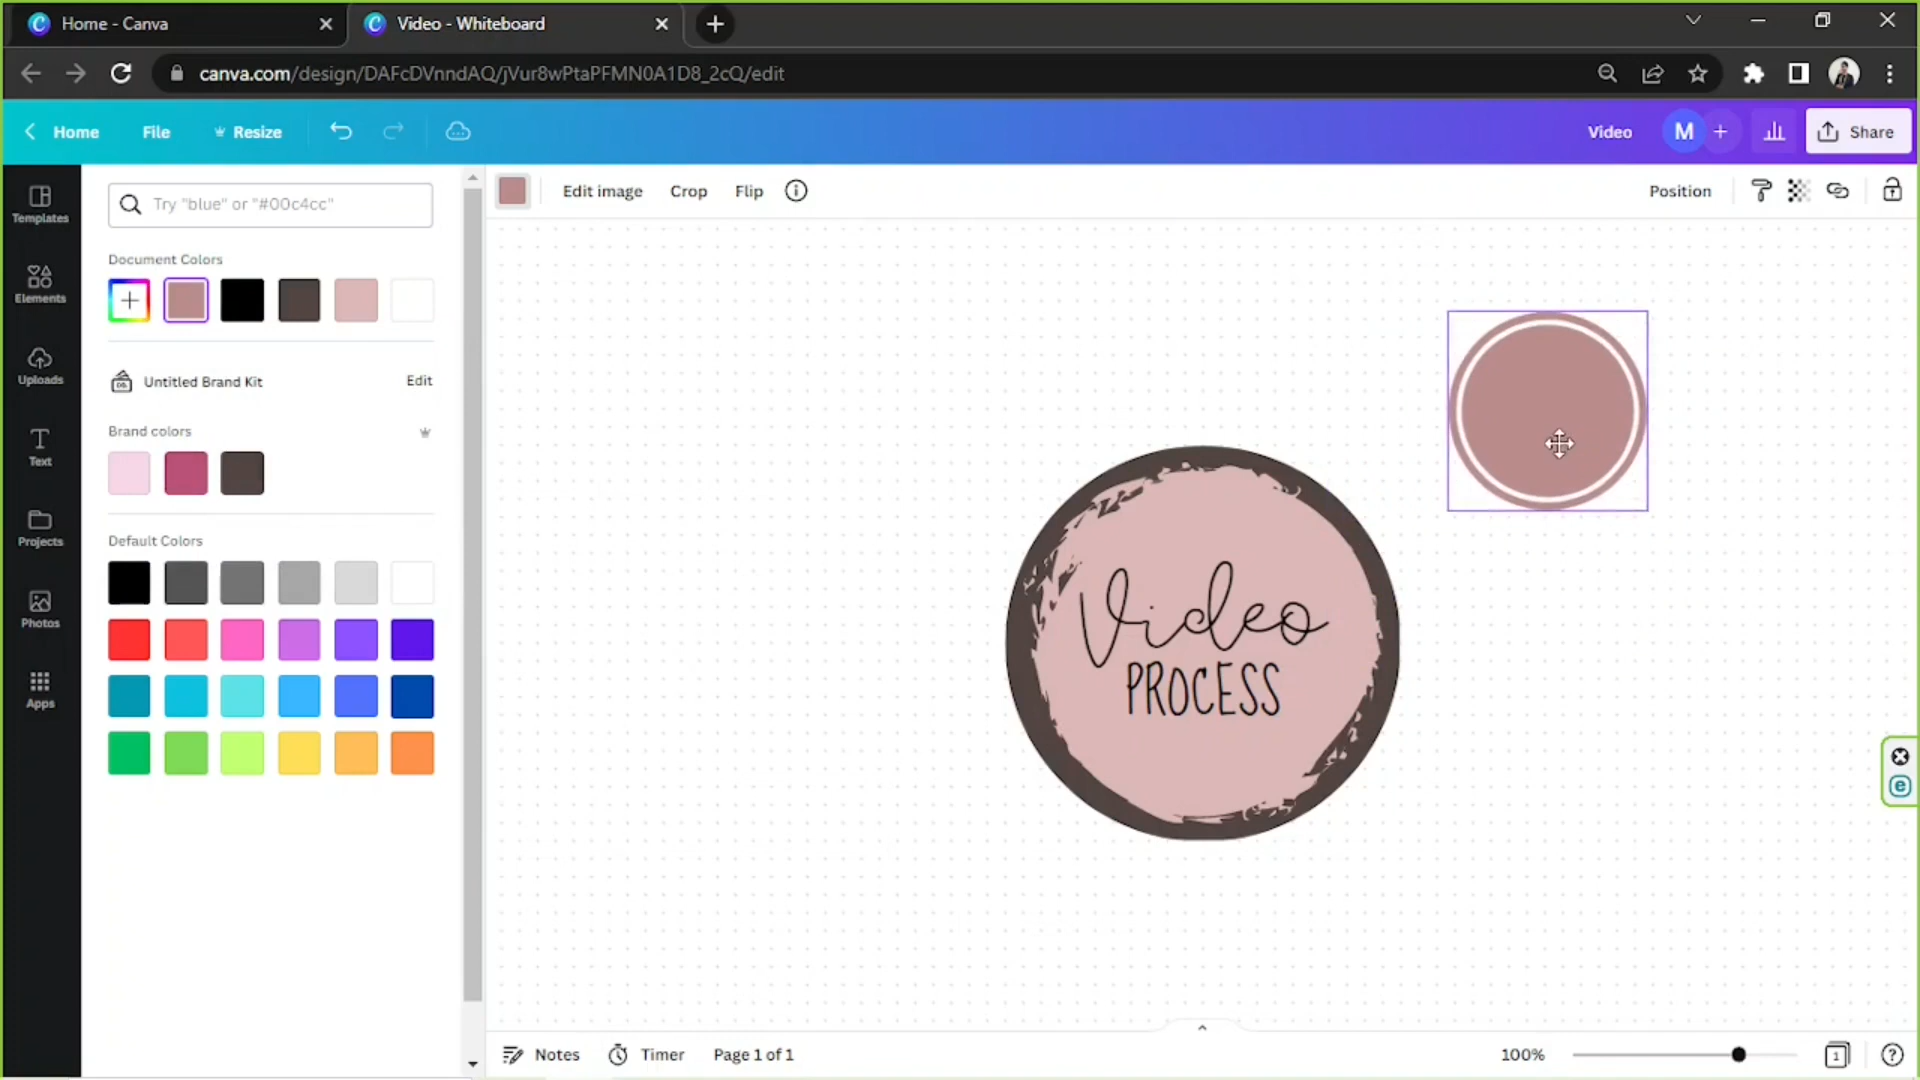 Home - Canva
Video - Whiteboard
canva.com/design/DAFcDVnndAQ/jVur8wPtaPFMN0A1D8_2cQ/edit
Home
File
Resize
Video
M
Share
Templates
Elements
Uploads
Text
Projects
Photos
Apps
Try "blue" or "#00c4cc"
Document Colors
Untitled Brand Kit
Edit
Brand colors
Default Colors
Edit image
Crop
Flip
Position
Video
PROCESS
Notes
Timer
Page 1 of 1
100%
1